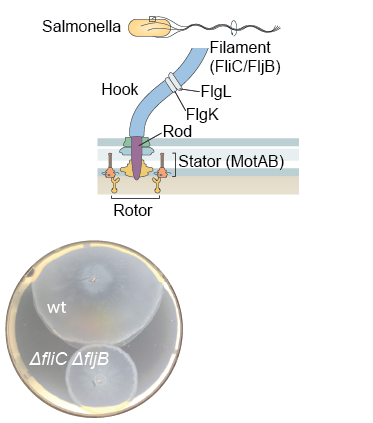 Salmonella
Filament
(FliC/FljB)
Hook
FlgL
FlgK
Rod
Stator (MotAB)
Rotor
wt
ΔfliC ΔfljB